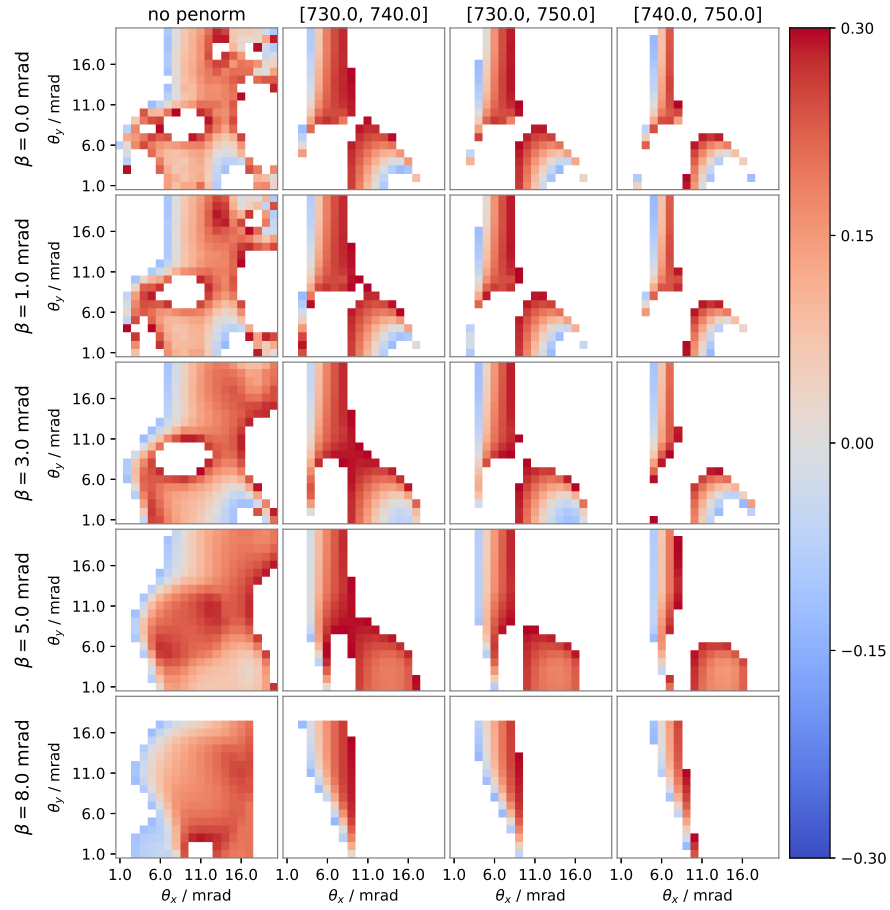 no penorm [730.0, 740.0] [730.0, 750.0] [740.0, 750.0]
β = 0.0 mrad
θy / mrad
16.0
11.0
6.0
1.0
β = 1.0 mrad
θy / mrad
16.0
11.0
6.0
1.0
β = 3.0 mrad
θy / mrad
16.0
11.0
6.0
1.0
β = 5.0 mrad
θy / mrad
16.0
11.0
6.0
1.0
β = 8.0 mrad
θy / mrad
16.0
11.0
6.0
1.0
1.0 6.0 11.0 16.0 1.0 6.0 11.0 16.0 1.0 6.0 11.0 16.0 1.0 6.0 11.0 16.0
θx / mrad θx / mrad θx / mrad θx / mrad
0.30
0.15
0.00
−0.15
−0.30